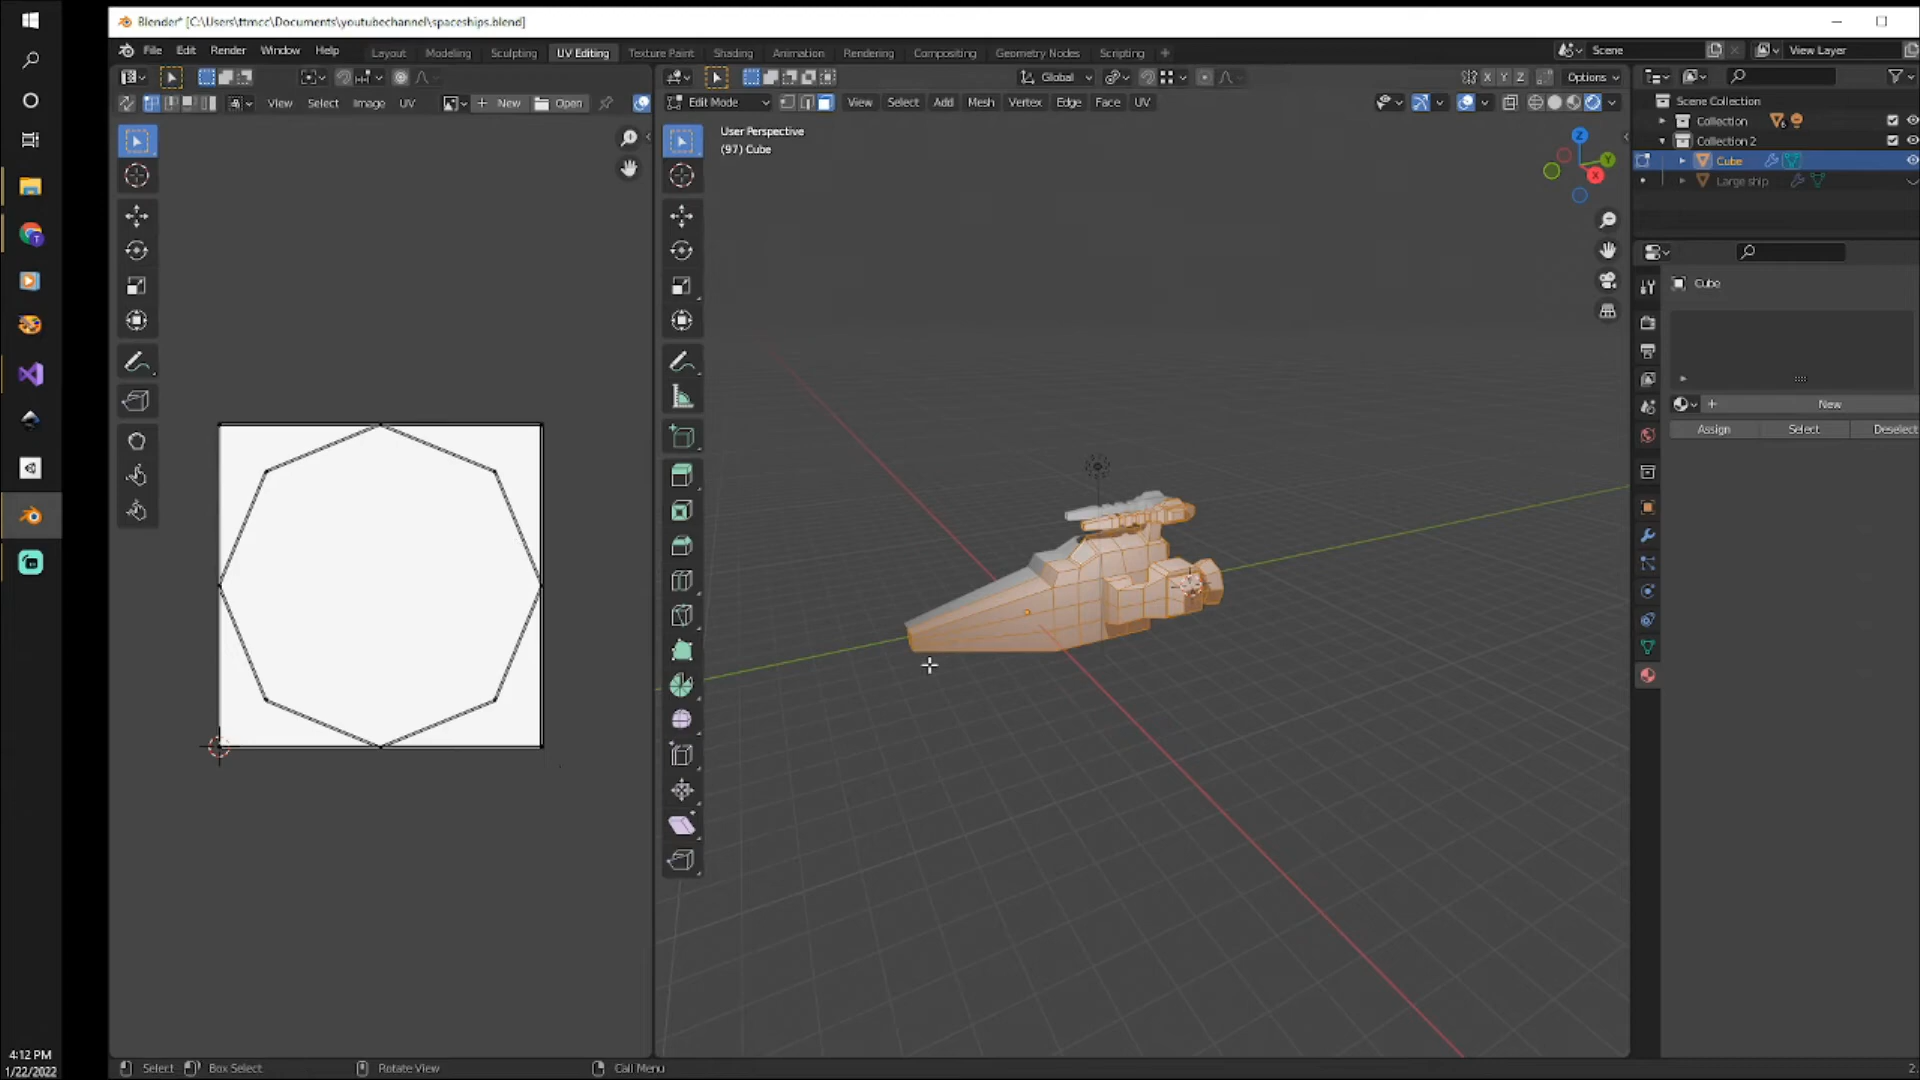 Blender* [C:\Users\ttmcc\Documents\youtubechannel\spaceships.blend]
File Edit Render Window Help Layout Modeling Sculpting UV Editing Texture Paint Shading Animation Rendering Compositing Geometry Nodes Scripting + Scene View Layer
Global Options
View Select Image UV + New Open Edit Mode View Select Add Mesh Vertex Edge Face UV
X Y Z
Scene Collection
Collection 6
Collection 2
Cube
Large ship
User Perspective
(97) Cube
Z
Y
X
Cube
+ New
Assign Select Deselect
Select Box Select Rotate View Call Menu 2.
4:12 PM
1/22/2022